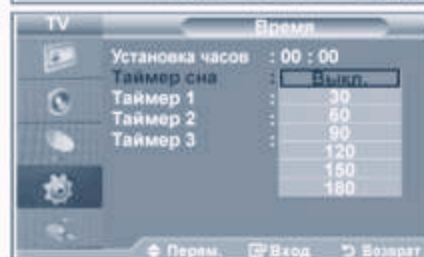 TV
Время
Установка часов : 00 : 00
Таймер сна : Выкл.
Таймер 1 : 30
Таймер 2 : 60
Таймер 3 : 90
120
150
180
Перем. Вход Возврат